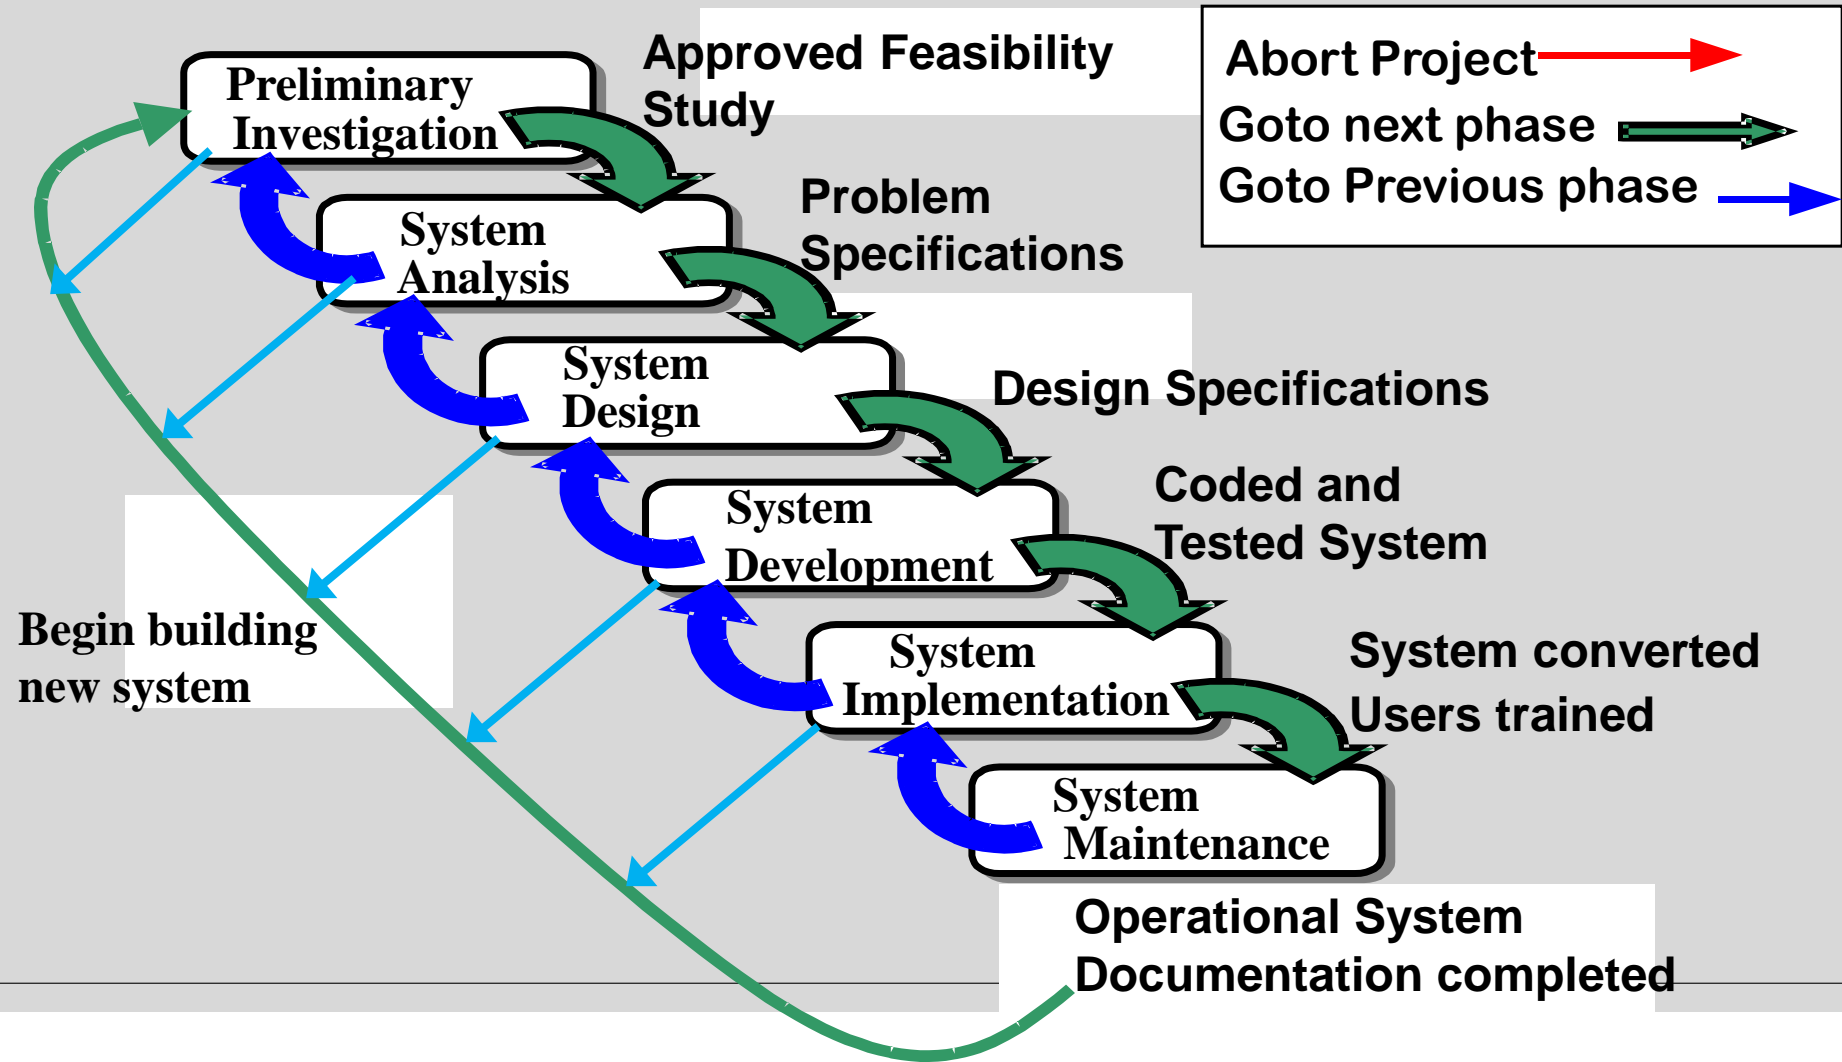 Preliminary
Investigation
Approved Feasibility
Study
Abort Project
Goto next phase
Goto Previous phase
System
Analysis
Problem
Specifications
System
Design
Design Specifications
System
Development
Coded and
Tested System
Begin building
new system
System
Implementation
System converted
Users trained
System
Maintenance
Operational System
Documentation completed